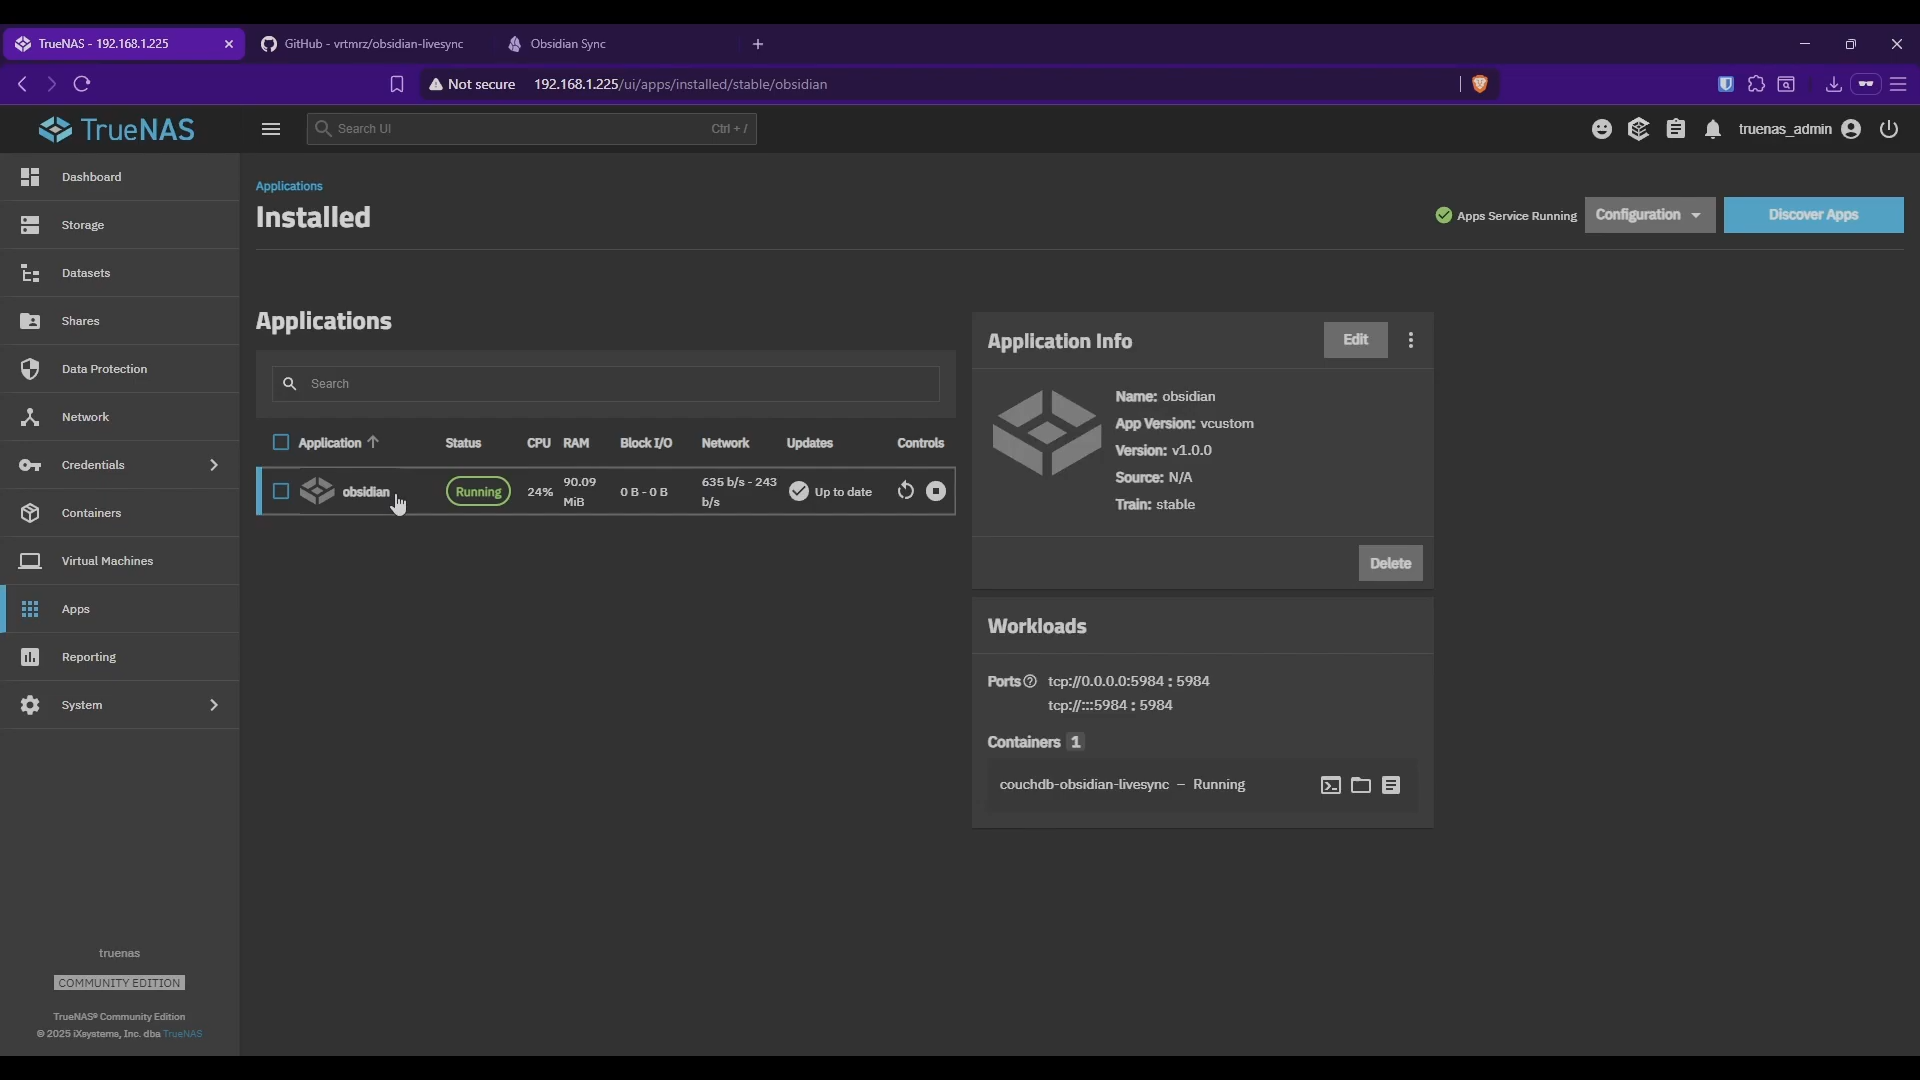 TrueNAS - 192.168.1.225
GitHub - vrtmrz/obsidian-livesync
Obsidian Sync
Not secure 192.168.1.225/ui/apps/installed/stable/obsidian
TrueNAS
Search UI
Ctrl + /
truenas_admin
Dashboard
Storage
Datasets
Shares
Data Protection
Network
Credentials
Containers
Virtual Machines
Apps
Reporting
System
truenas
COMMUNITY EDITION
TrueNAS® Community Edition
© 2025 iXsystems, Inc. dba TrueNAS
Applications
Installed
Apps Service Running
Configuration
Discover Apps
Applications
Search
Application Status CPU RAM Block I/O Network Updates Controls
obsidian Running 24% 90.09 MiB 0 B - 0 B 635 b/s - 243 b/s Up to date
Application Info
Edit
Name: obsidian
App Version: vcustom
Version: v1.0.0
Source: N/A
Train: stable
Delete
Workloads
Ports tcp://0.0.0.0:5984 : 5984
tcp://:::5984 : 5984
Containers 1
couchdb-obsidian-livesync – Running